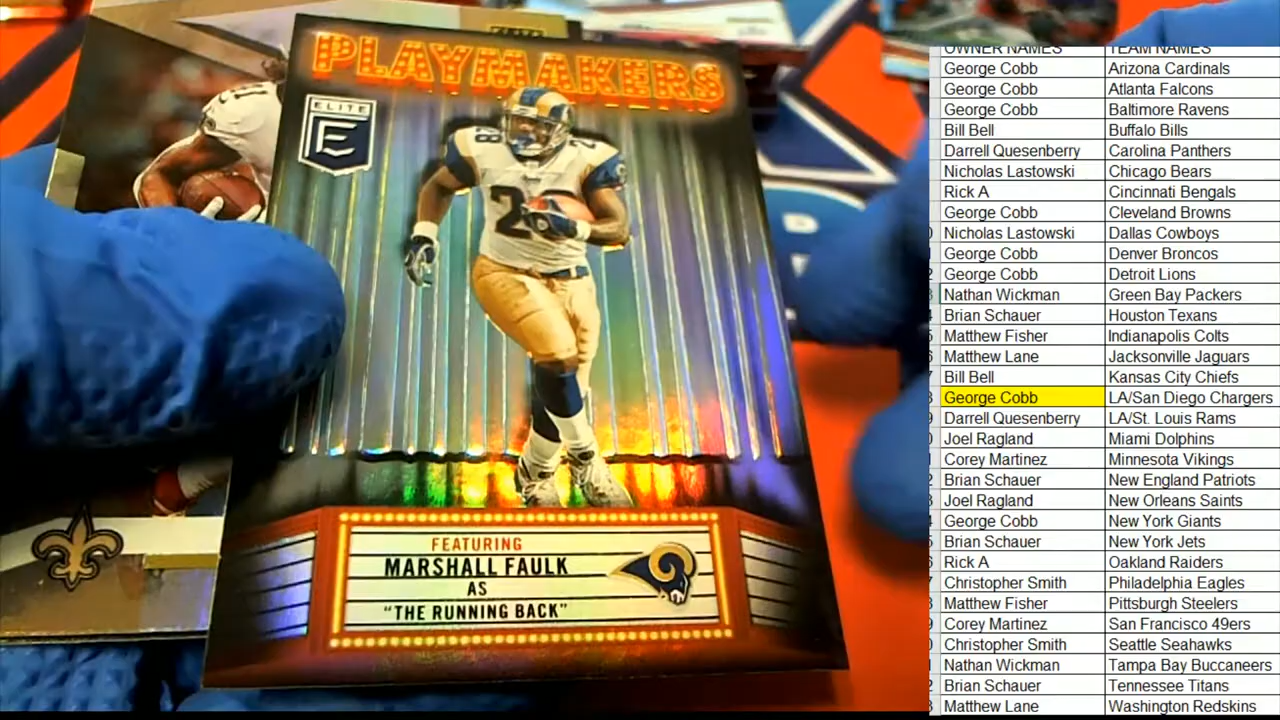 PLAYMAKERS
ELITE
E
28
28
28
FEATURING
MARSHALL FAULK
AS
"THE RUNNING BACK"
OWNER NAMES TEAM NAMES
George Cobb Arizona Cardinals
George Cobb Atlanta Falcons
George Cobb Baltimore Ravens
Bill Bell Buffalo Bills
Darrell Quesenberry Carolina Panthers
Nicholas Lastowski Chicago Bears
Rick A Cincinnati Bengals
George Cobb Cleveland Browns
Nicholas Lastowski Dallas Cowboys
George Cobb Denver Broncos
George Cobb Detroit Lions
Nathan Wickman Green Bay Packers
Brian Schauer Houston Texans
Matthew Fisher Indianapolis Colts
Matthew Lane Jacksonville Jaguars
Bill Bell Kansas City Chiefs
George Cobb LA/San Diego Chargers
Darrell Quesenberry LA/St. Louis Rams
Joel Ragland Miami Dolphins
Corey Martinez Minnesota Vikings
Brian Schauer New England Patriots
Joel Ragland New Orleans Saints
George Cobb New York Giants
Brian Schauer New York Jets
Rick A Oakland Raiders
Christopher Smith Philadelphia Eagles
Matthew Fisher Pittsburgh Steelers
Corey Martinez San Francisco 49ers
Christopher Smith Seattle Seahawks
Nathan Wickman Tampa Bay Buccaneers
Brian Schauer Tennessee Titans
Matthew Lane Washington Redskins